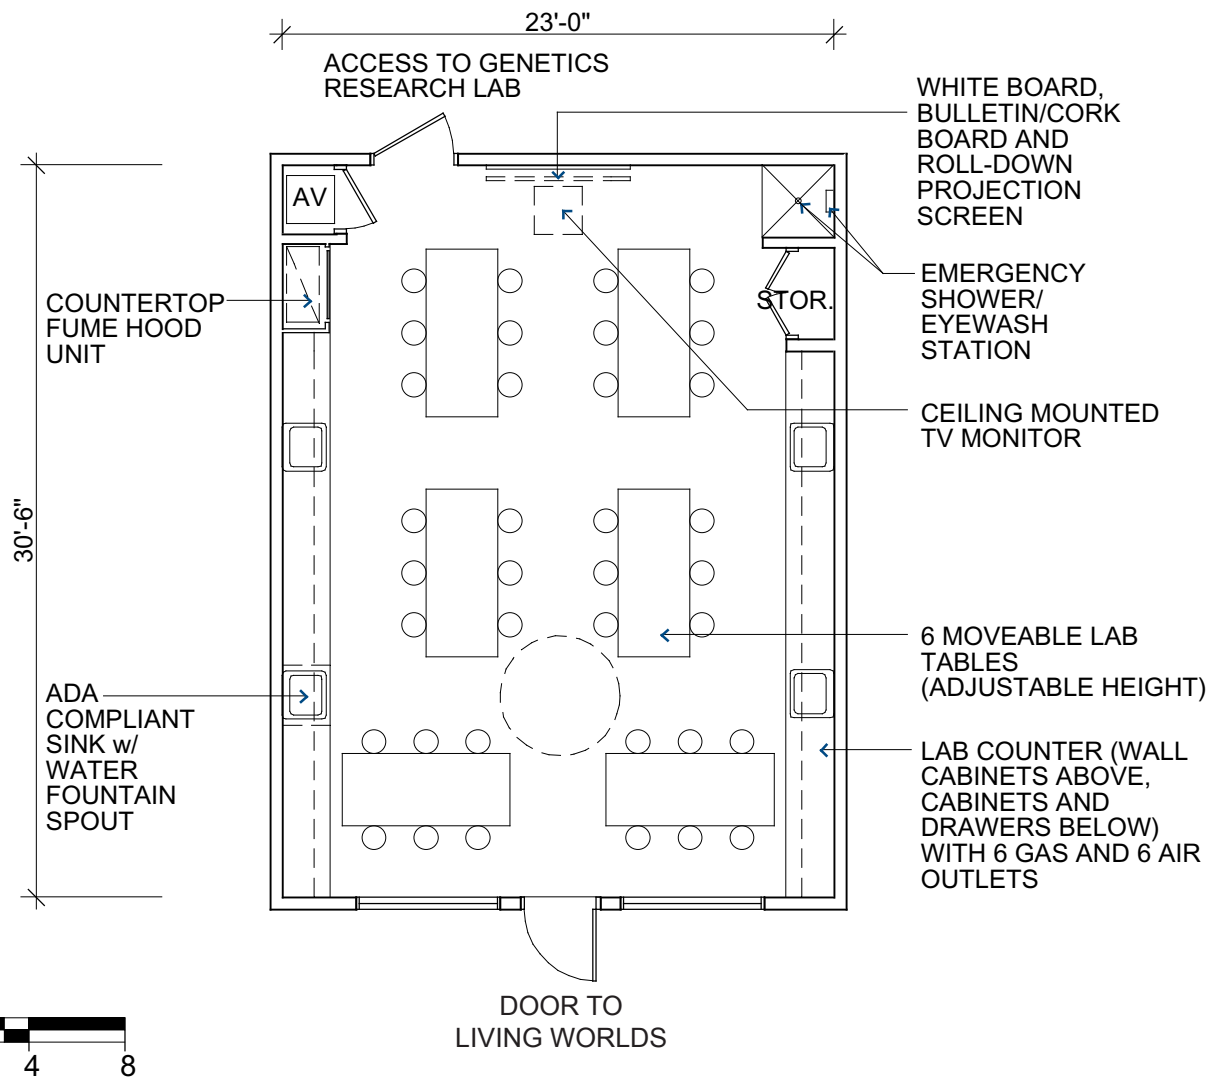 23'-0"
ACCESS TO GENETICS
RESEARCH LAB
WHITE BOARD,
BULLETIN/CORK
BOARD AND
ROLL-DOWN
PROJECTION
SCREEN
AV
EMERGENCY
SHOWER/
EYEWASH
STATION
COUNTERTOP
FUME HOOD
UNIT
STOR.
CEILING MOUNTED
TV MONITOR
30'-6"
6 MOVEABLE LAB
TABLES
(ADJUSTABLE HEIGHT)
ADA
COMPLIANT
SINK w/
WATER
FOUNTAIN
SPOUT
LAB COUNTER (WALL
CABINETS ABOVE,
CABINETS AND
DRAWERS BELOW)
WITH 6 GAS AND 6 AIR
OUTLETS
DOOR TO
LIVING WORLDS
4 8